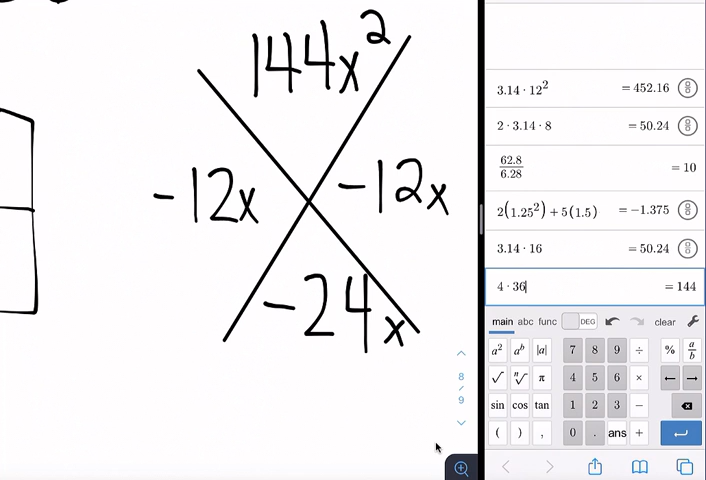 144x²
-12x -12x
-24x
8
9
3.14 · 12² = 452.16
2 · 3.14 · 8 = 50.24
62.8
6.28
= 10
2(1.25²) + 5(1.5) = −1.375
3.14 · 16 = 50.24
4 · 36 = 144
main abc func DEG clear
a² aᵇ |a| 7 8 9 ÷ % a/b
√ ⁿ√ π 4 5 6 × ← →
sin cos tan 1 2 3 −
( ) , 0 . ans +